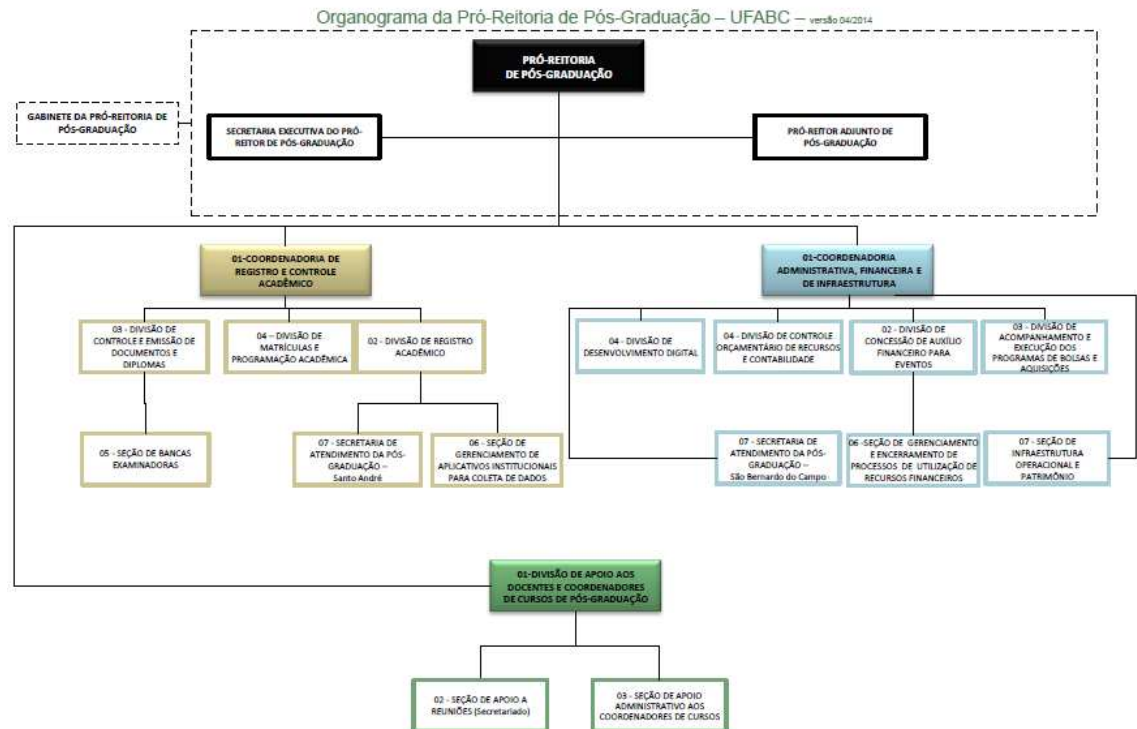 Organograma da Pró-Reitoria de Pós-Graduação – UFABC – versão 04/2014
PRÓ-REITORIA
DE PÓS-GRADUAÇÃO
GABINETE DA PRÓ-REITORIA DE
PÓS-GRADUAÇÃO
SECRETARIA EXECUTIVA DO PRÓ-
REITOR DE PÓS-GRADUAÇÃO
PRÓ-REITOR ADJUNTO DE
PÓS-GRADUAÇÃO
01-COORDENADORIA DE
REGISTRO E CONTROLE
ACADÊMICO
01-COORDENADORIA
ADMINISTRATIVA, FINANCEIRA E
DE INFRAESTRUTURA
03 - DIVISÃO DE
CONTROLE E EMISSÃO DE
DOCUMENTOS E
DIPLOMAS
04 – DIVISÃO DE
MATRÍCULAS E
PROGRAMAÇÃO ACADÊMICA
02 - DIVISÃO DE REGISTRO
ACADÊMICO
04 - DIVISÃO DE
DESENVOLVIMENTO DIGITAL
04 - DIVISÃO DE CONTROLE
ORÇAMENTÁRIO DE RECURSOS
E CONTABILIDADE
02 - DIVISÃO DE
CONCESSÃO DE AUXÍLIO
FINANCEIRO PARA
EVENTOS
03 - DIVISÃO DE
ACOMPANHAMENTO E
EXECUÇÃO DOS
PROGRAMAS DE BOLSAS E
AQUISIÇÕES
05 - SEÇÃO DE BANCAS
EXAMINADORAS
07 - SECRETARIA DE
ATENDIMENTO DA PÓS-
GRADUAÇÃO –
Santo André
06 - SEÇÃO DE
GERENCIAMENTO DE
APLICATIVOS INSTITUCIONAIS
PARA COLETA DE DADOS
07 - SECRETARIA DE
ATENDIMENTO DA PÓS-
GRADUAÇÃO –
São Bernardo do Campo
06 -SEÇÃO DE GERENCIAMENTO
E ENCERRAMENTO DE
PROCESSOS DE UTILIZAÇÃO DE
RECURSOS FINANCEIROS
07 - SEÇÃO DE
INFRAESTRUTURA
OPERACIONAL E
PATRIMÔNIO
01-DIVISÃO DE APOIO AOS
DOCENTES E COORDENADORES
DE CURSOS DE PÓS-GRADUAÇÃO
02 - SEÇÃO DE APOIO A
REUNIÕES (Secretariado)
03 - SEÇÃO DE APOIO
ADMINISTRATIVO AOS
COORDENADORES DE CURSOS